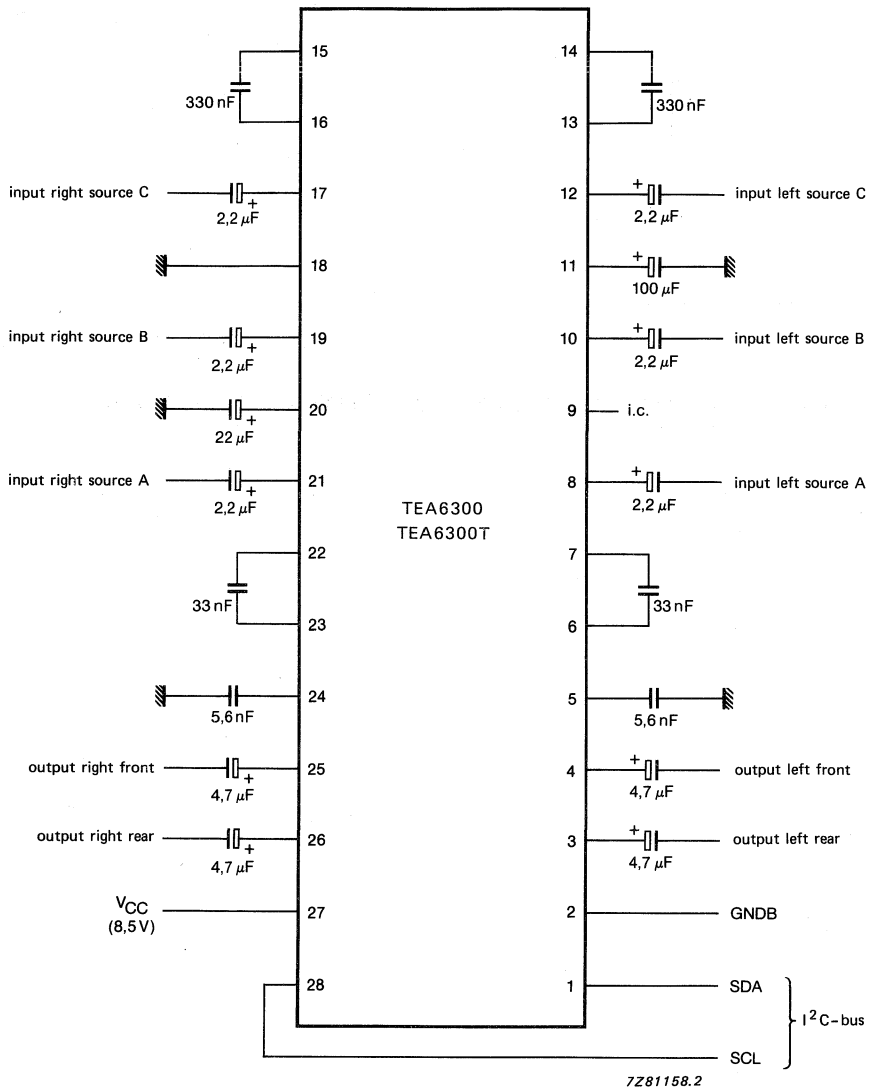 15
14
330 nF
330 nF
16
13
input right source C
17
12
+
input left source C
+
2,2 µF
2,2 µF
18
11
+
100 µF
input right source B
19
10
+
input left source B
+
2,2 µF
2,2 µF
20
9
i.c.
+
22 µF
input right source A
21
8
+
input left source A
+
2,2 µF
2,2 µF
TEA6300
TEA6300T
22
7
33 nF
33 nF
23
6
24
5
5,6 nF
5,6 nF
output right front
25
4
+
output left front
+
4,7 µF
4,7 µF
output right rear
26
3
+
output left rear
+
4,7 µF
4,7 µF
VCC
(8,5 V)
27
2
GNDB
28
1
SDA
I²C-bus
SCL
7Z81158.2